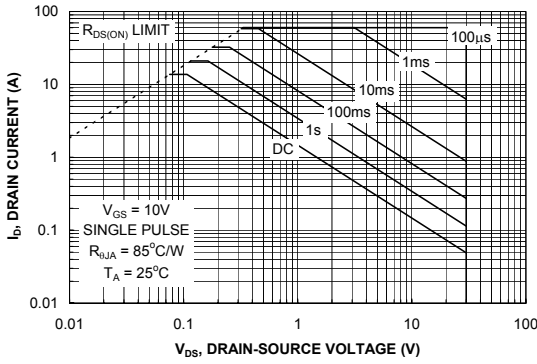 100
10
1
0.1
0.01
I_D, DRAIN CURRENT (A)
R_DS(ON) LIMIT
100μs
1ms
10ms
100ms
1s
DC
V_GS = 10V
SINGLE PULSE
R_θJA = 85°C/W
T_A = 25°C
0.01 0.1 1 10 100
V_DS, DRAIN-SOURCE VOLTAGE (V)